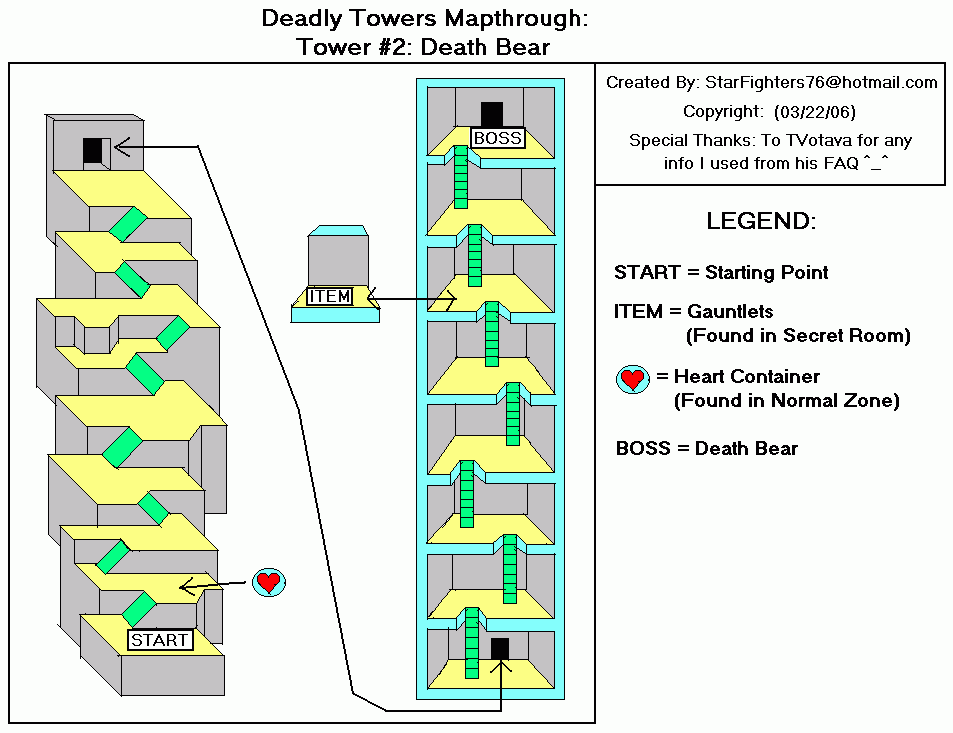 Deadly Towers Mapthrough:
Tower #2: Death Bear
Created By: StarFighters76@hotmail.com
Copyright: (03/22/06)
Special Thanks: To TVotava for any
info I used from his FAQ ^_^
BOSS
ITEM
START
LEGEND:
START = Starting Point
ITEM = Gauntlets
(Found in Secret Room)
= Heart Container
(Found in Normal Zone)
BOSS = Death Bear